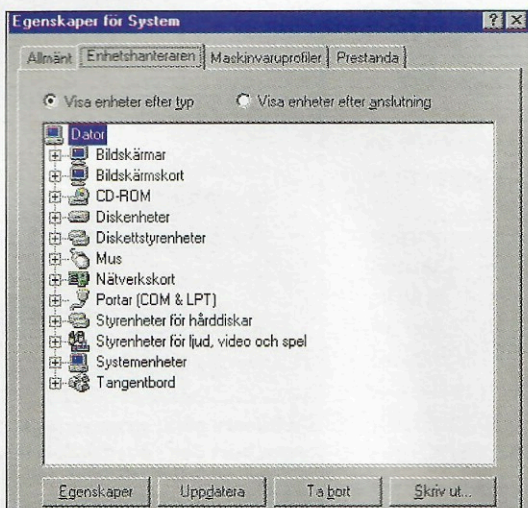 Egenskaper för System
Allmänt Enhetshanteraren Maskinvaruprofiler Prestanda
Visa enheter efter typ Visa enheter efter anslutning
Dator
Bildskärmar
Bildskärmskort
CD-ROM
Diskenheter
Diskettstyrenheter
Mus
Nätverkskort
Portar (COM & LPT)
Styrenheter för hårddiskar
Styrenheter för ljud, video och spel
Systemenheter
Tangentbord
Egenskaper Uppdatera Ta bort Skriv ut...